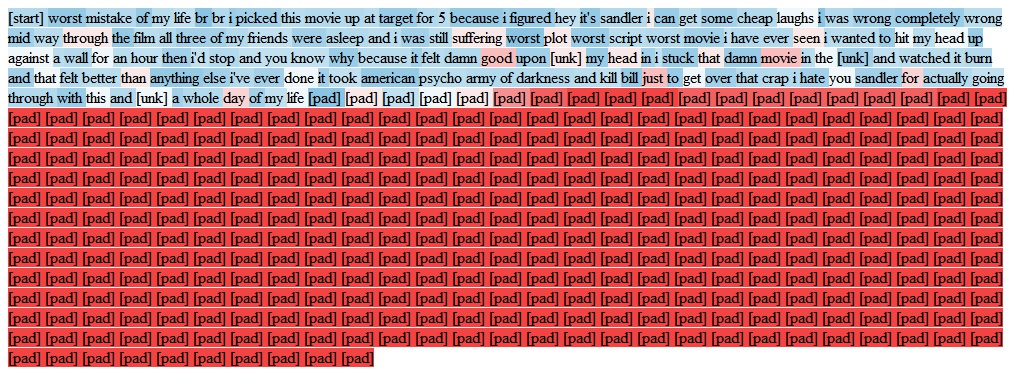 [start] worst mistake of my life br br i picked this movie up at target for 5 because i figured hey it's sandler i can get some cheap laughs i was wrong completely wrong
mid way through the film all three of my friends were asleep and i was still suffering worst plot worst script worst movie i have ever seen i wanted to hit my head up
against a wall for an hour then i'd stop and you know why because it felt damn good upon [unk] my head in i stuck that damn movie in the [unk] and watched it burn
and that felt better than anything else i've ever done it took american psycho army of darkness and kill bill just to get over that crap i hate you sandler for actually going
through with this and [unk] a whole day of my life [pad] [pad] [pad] [pad] [pad] [pad] [pad] [pad] [pad] [pad] [pad] [pad] [pad] [pad] [pad] [pad] [pad] [pad] [pad]
[pad] [pad] [pad] [pad] [pad] [pad] [pad] [pad] [pad] [pad] [pad] [pad] [pad] [pad] [pad] [pad] [pad] [pad] [pad] [pad] [pad] [pad] [pad] [pad] [pad] [pad] [pad]
[pad] [pad] [pad] [pad] [pad] [pad] [pad] [pad] [pad] [pad] [pad] [pad] [pad] [pad] [pad] [pad] [pad] [pad] [pad] [pad] [pad] [pad] [pad] [pad] [pad] [pad] [pad]
[pad] [pad] [pad] [pad] [pad] [pad] [pad] [pad] [pad] [pad] [pad] [pad] [pad] [pad] [pad] [pad] [pad] [pad] [pad] [pad] [pad] [pad] [pad] [pad] [pad] [pad] [pad]
[pad] [pad] [pad] [pad] [pad] [pad] [pad] [pad] [pad] [pad] [pad] [pad] [pad] [pad] [pad] [pad] [pad] [pad] [pad] [pad] [pad] [pad] [pad] [pad] [pad] [pad] [pad]
[pad] [pad] [pad] [pad] [pad] [pad] [pad] [pad] [pad] [pad] [pad] [pad] [pad] [pad] [pad] [pad] [pad] [pad] [pad] [pad] [pad] [pad] [pad] [pad] [pad] [pad] [pad]
[pad] [pad] [pad] [pad] [pad] [pad] [pad] [pad] [pad] [pad] [pad] [pad] [pad] [pad] [pad] [pad] [pad] [pad] [pad] [pad] [pad] [pad] [pad] [pad] [pad] [pad] [pad]
[pad] [pad] [pad] [pad] [pad] [pad] [pad] [pad] [pad] [pad] [pad] [pad] [pad] [pad] [pad] [pad] [pad] [pad] [pad] [pad] [pad] [pad] [pad] [pad] [pad] [pad] [pad]
[pad] [pad] [pad] [pad] [pad] [pad] [pad] [pad] [pad] [pad] [pad] [pad] [pad] [pad] [pad] [pad] [pad] [pad] [pad] [pad] [pad] [pad] [pad] [pad] [pad] [pad] [pad]
[pad] [pad] [pad] [pad] [pad] [pad] [pad] [pad] [pad] [pad] [pad] [pad] [pad] [pad] [pad] [pad] [pad] [pad] [pad] [pad] [pad] [pad] [pad] [pad] [pad] [pad] [pad]
[pad] [pad] [pad] [pad] [pad] [pad] [pad] [pad] [pad] [pad] [pad] [pad] [pad] [pad] [pad] [pad] [pad] [pad] [pad] [pad] [pad] [pad] [pad] [pad] [pad] [pad] [pad]
[pad] [pad] [pad] [pad] [pad] [pad] [pad] [pad] [pad] [pad] [pad] [pad] [pad] [pad] [pad] [pad] [pad] [pad] [pad] [pad] [pad] [pad] [pad] [pad] [pad] [pad] [pad]
[pad] [pad] [pad] [pad] [pad] [pad] [pad] [pad] [pad] [pad] [pad] [pad] [pad] [pad] [pad] [pad] [pad] [pad] [pad] [pad] [pad] [pad] [pad] [pad] [pad] [pad] [pad]
[pad] [pad] [pad] [pad] [pad] [pad] [pad] [pad] [pad] [pad]